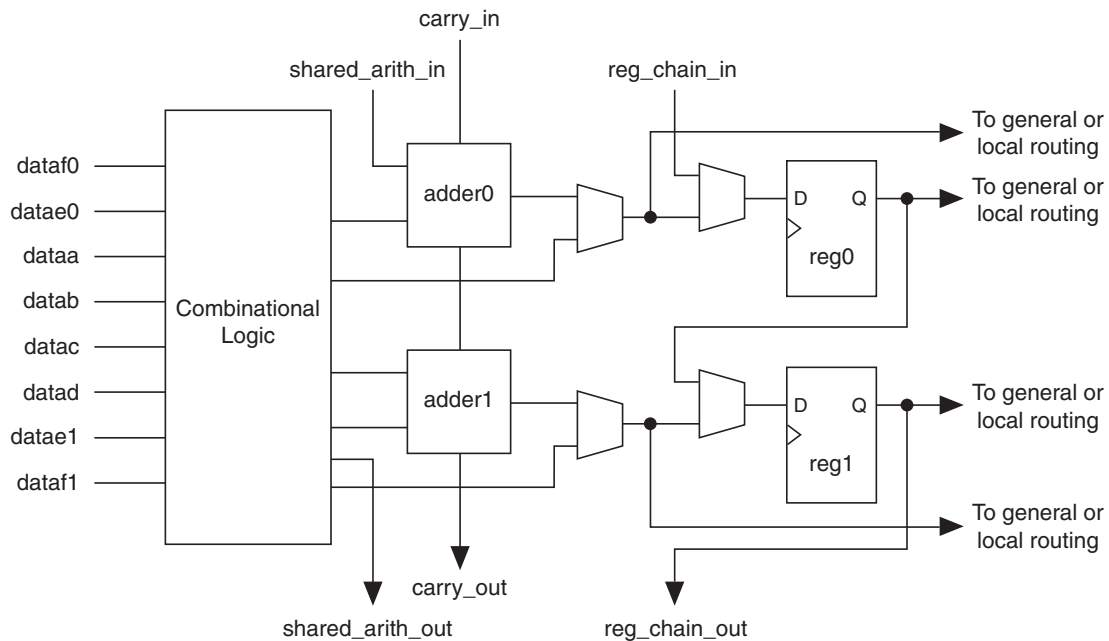 carry_in
shared_arith_in
reg_chain_in
To general or
local routing
dataf0
datae0
dataa
datab
datac
datad
datae1
dataf1
Combinational
Logic
adder0
D
Q
reg0
To general or
local routing
adder1
D
Q
reg1
To general or
local routing
To general or
local routing
carry_out
shared_arith_out
reg_chain_out